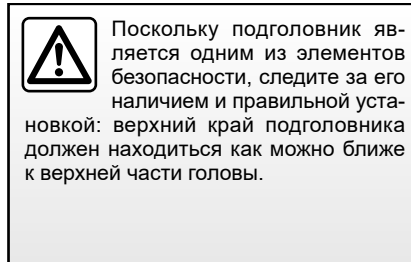 Поскольку подголовник яв-
ляется одним из элементов
безопасности, следите за его
наличием и правильной уста-
новкой: верхний край подголовника
должен находиться как можно ближе
к верхней части головы.